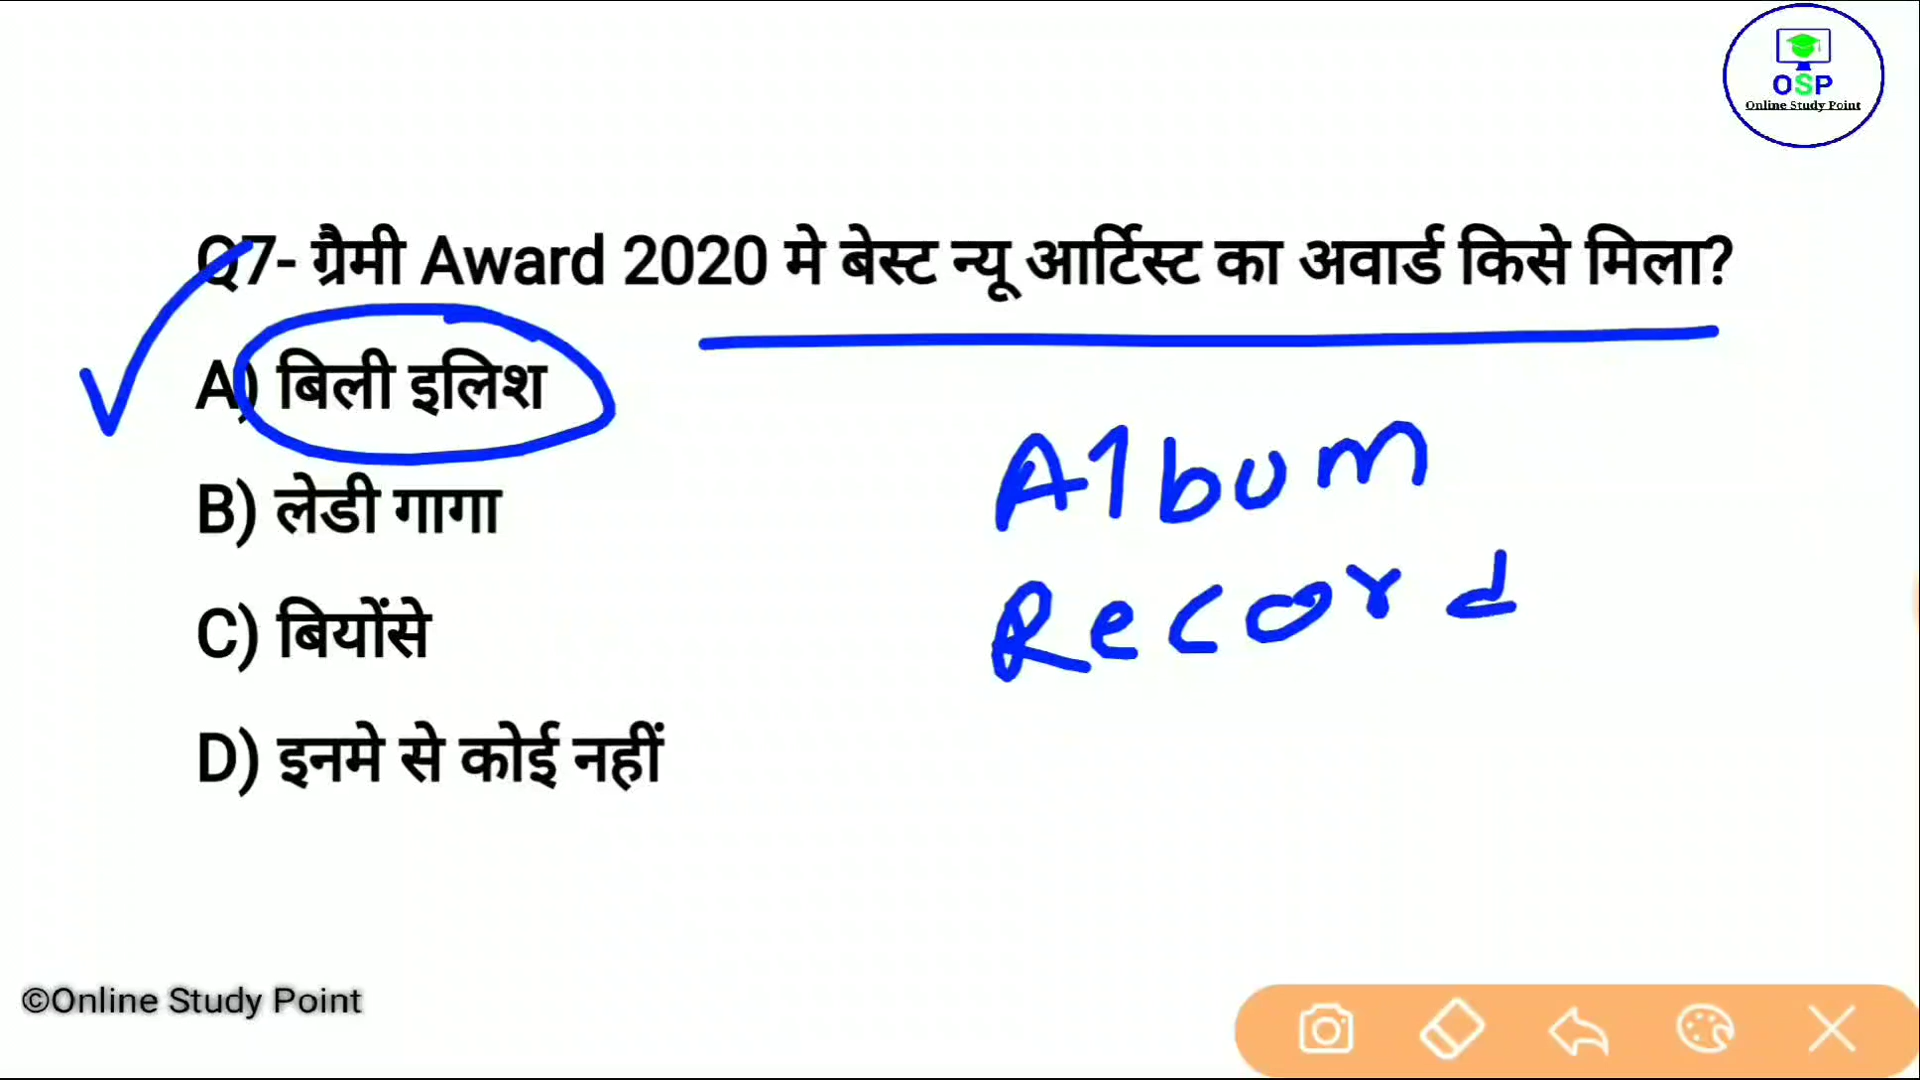 OSP
Online Study Point
Q7- ग्रैमी Award 2020 मे बेस्ट न्यू आर्टिस्ट का अवार्ड किसे मिला?
A) बिली इलिश
B) लेडी गागा
C) बियोंसे
D) इनमे से कोई नहीं
Album
Record
©Online Study Point